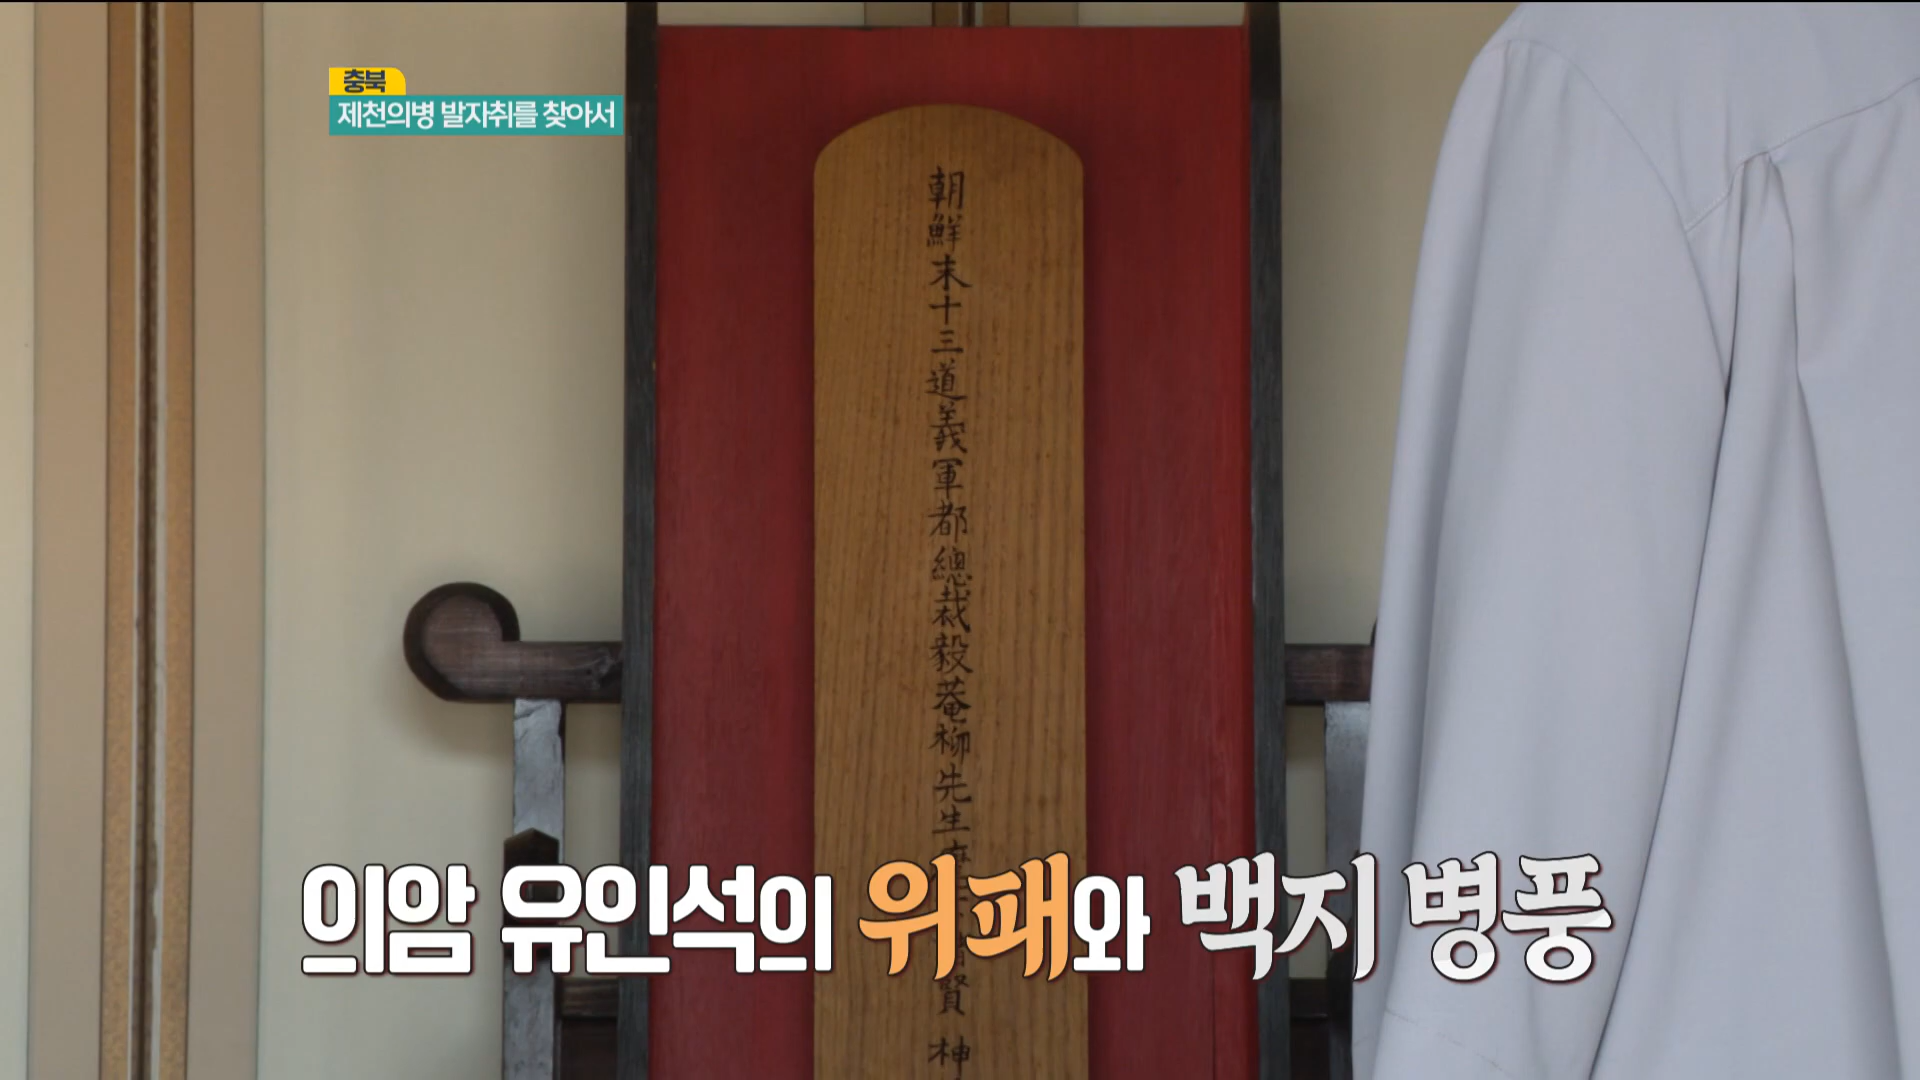 충북
제천의병 발자취를 찾아서
朝鮮末十三道義軍都總裁毅菴柳先生
賢
神
의암 유인석의 위패와 백지 병풍